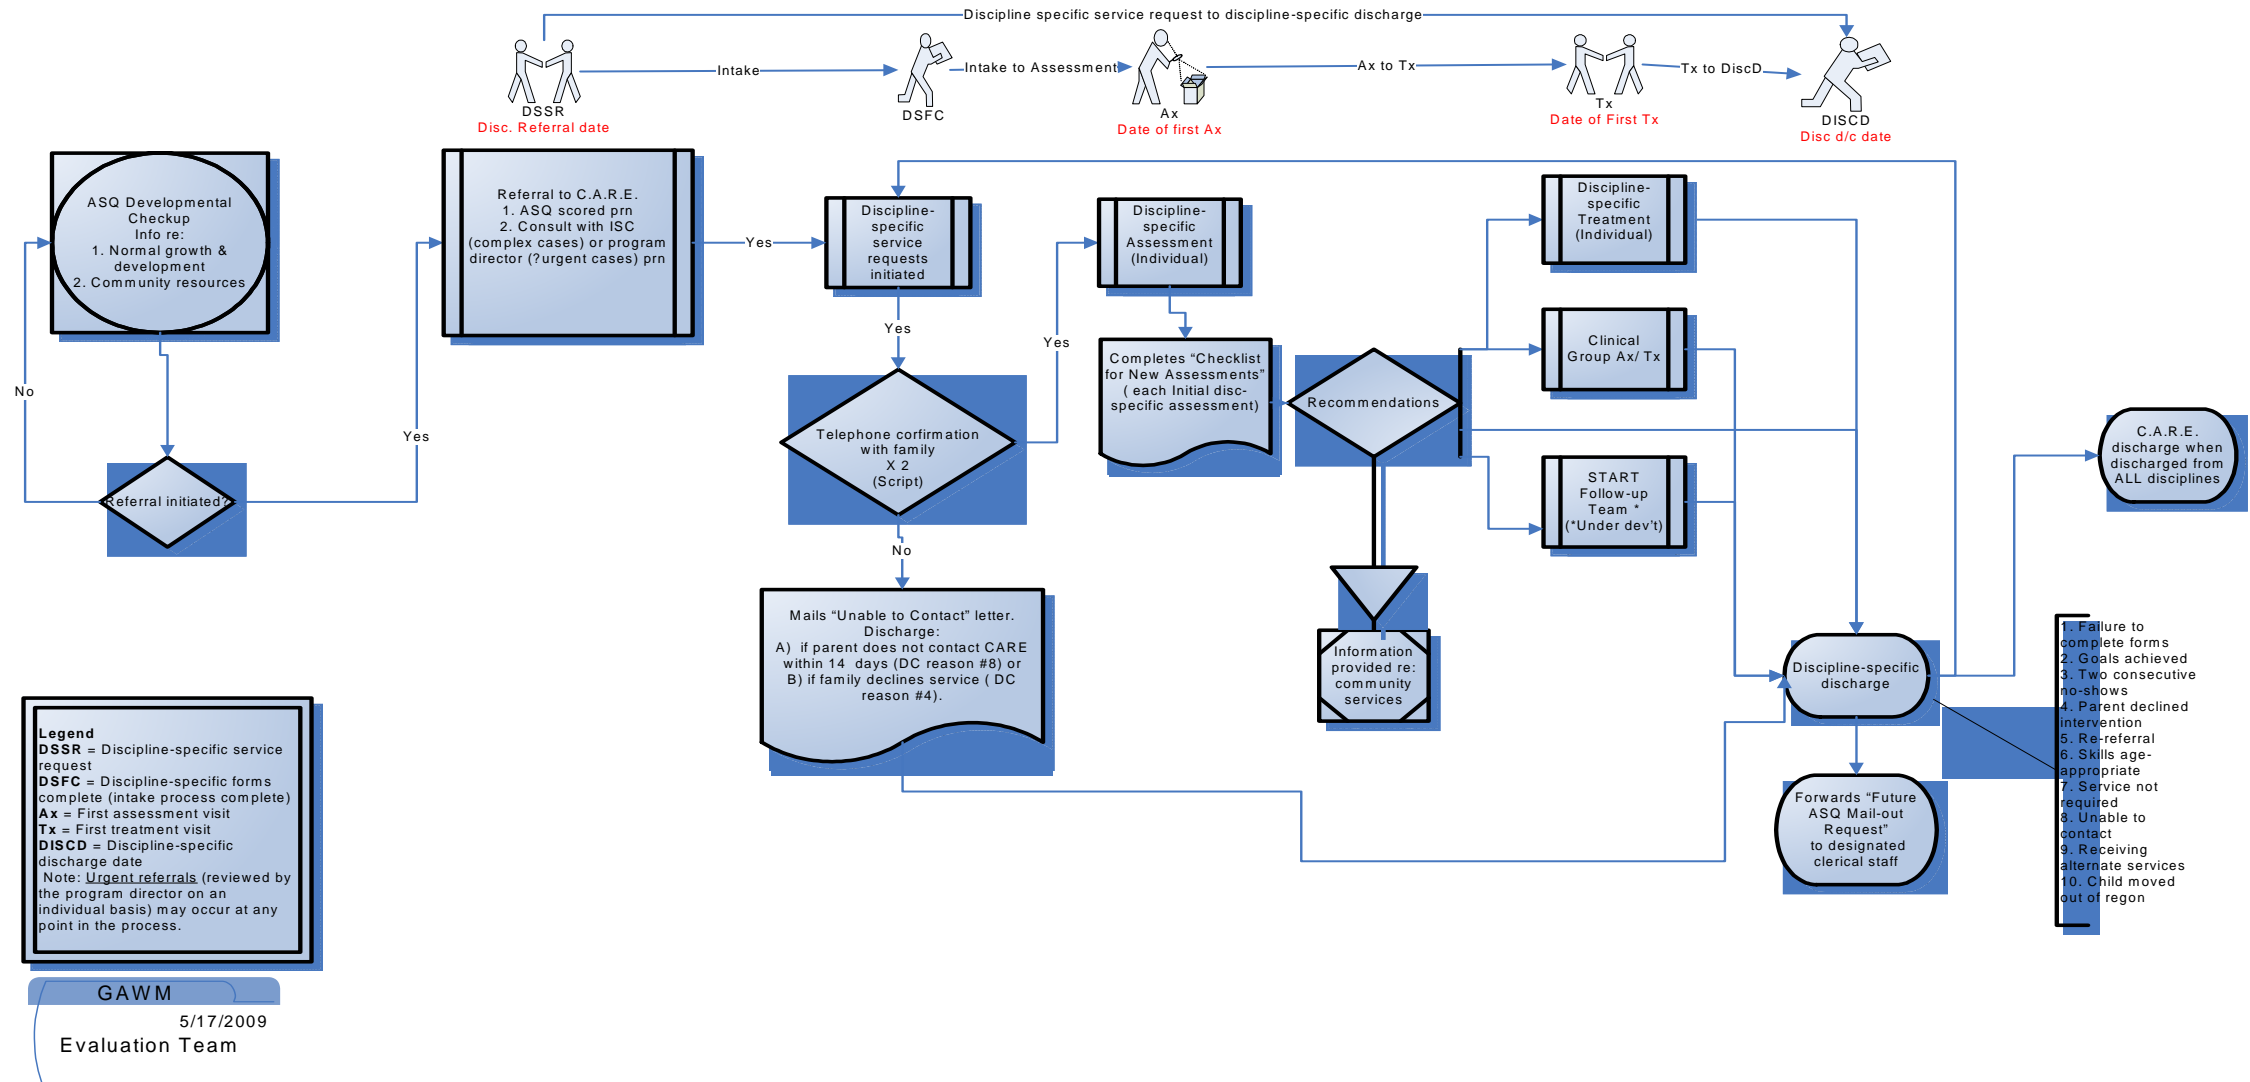 Discipline specific service request to discipline-specific discharge
Intake
Intake to Assessment
Ax to Tx
Tx to DiscD
DSSR
Disc. Referral date
DSFC
Ax
Date of first Ax
Tx
Date of First Tx
DISCD
Disc d/c date
ASQ Developmental
Checkup
Info re:
1. Normal growth &
development
2. Community resources
No
Referral initiated?
Yes
Referral to C.A.R.E.
1. ASQ scored prn
2. Consult with ISC
(complex cases) or program
director (?urgent cases) prn
Yes
Discipline-
specific
service
requests
initiated
Yes
Telephone corfirmation
with family
X 2
(Script)
Yes
No
Mails “Unable to Contact” letter.
Discharge:
A)  if parent does not contact CARE
within 14  days (DC reason #8) or
B) if family declines service ( DC
reason #4).
Discipline-
specific
Assessment
(Individual)
Completes “Checklist
for New Assessments”
( each Initial disc-
specific assessment)
Recommendations
Information
provided re:
community
services
Discipline-
specific
Treatment
(Individual)
Clinical
Group Ax/ Tx
START
Follow-up
Team *
(*Under dev’t)
Discipline-specific
discharge
Forwards “Future
ASQ Mail-out
Request”
to designated
clerical staff
C.A.R.E.
discharge when
discharged from
ALL disciplines
1. Failure to
complete forms
2. Goals achieved
3. Two consecutive
no-shows
4. Parent declined
intervention
5. Re-referral
6. Skills age-
appropriate
7. Service not
required
8. Unable to
contact
9. Receiving
alternate services
10. Child moved
out of regon
Legend
DSSR = Discipline-specific service
request
DSFC = Discipline-specific forms
complete (intake process complete)
Ax = First assessment visit
Tx = First treatment visit
DISCD = Discipline-specific
discharge date
Note: Urgent referrals (reviewed by
the program director on an
individual basis) may occur at any
point in the process.
GAWM
5/17/2009
Evaluation Team